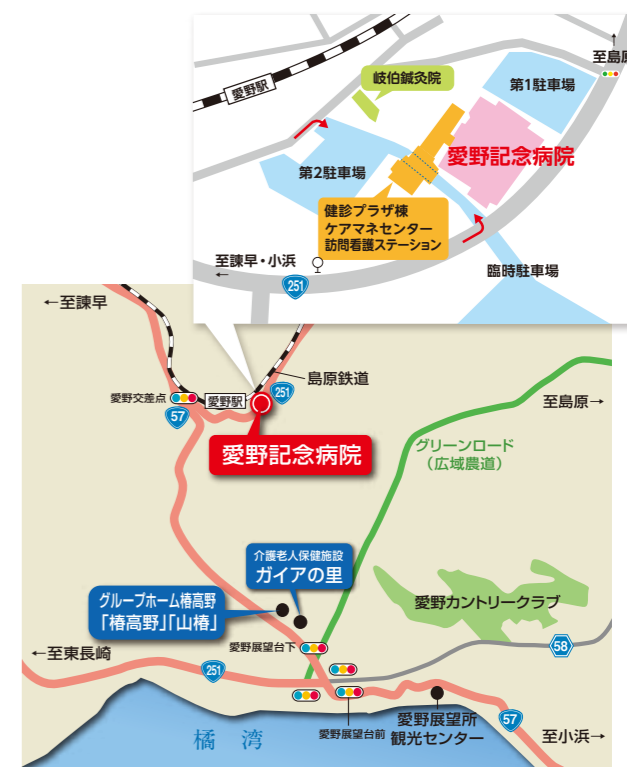 至島原
↑
愛野駅
岐伯鍼灸院
第1駐車場
愛野記念病院
第2駐車場
健診プラザ棟
ケアマネセンター
訪問看護ステーション
至諫早・小浜
←
251
臨時駐車場
←至諫早
島原鉄道
愛野交差点
愛野駅
251
57
至島原→
愛野記念病院
グリーンロード
（広域農道）
介護老人保健施設
ガイアの里
グループホーム椿高野
「椿高野」「山椿」
愛野カントリークラブ
愛野展望台下
58
←至東長崎
251
愛野展望台前
愛野展望所
観光センター
57
橘 湾
至小浜→